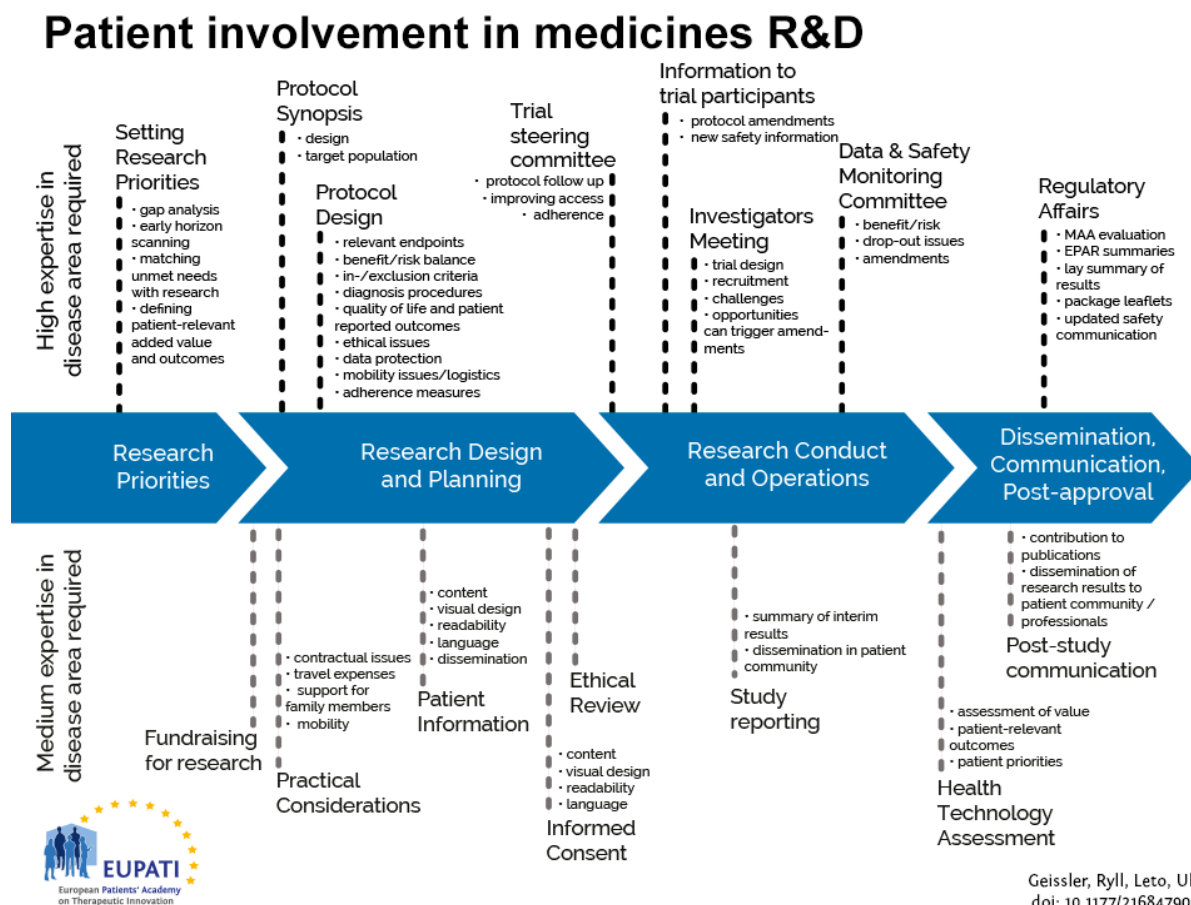 Patient involvement in medicines R&D
High expertise in
disease area required
Setting
Research
Priorities
• gap analysis
• early horizon
scanning
• matching
unmet needs
with research
• defining
patient-relevant
added value
and outcomes
Protocol
Synopsis
• design
• target population
Protocol
Design
• relevant endpoints
• benefit/risk balance
• in-/exclusion criteria
• diagnosis procedures
• quality of life and patient
reported outcomes
• ethical issues
• data protection
• mobility issues/logistics
• adherence measures
Trial
steering
committee
• protocol follow up
• improving access
• adherence
Information to
trial participants
• protocol amendments
• new safety information
Investigators
Meeting
• trial design
• recruitment
• challenges
• opportunities
can trigger amend-
ments
Data & Safety
Monitoring
Committee
• benefit/risk
• drop-out issues
• amendments
Regulatory
Affairs
• MAA evaluation
• EPAR summaries
• lay summary of
results
• package leaflets
• updated safety
communication
Research
Priorities
Research Design
and Planning
Research Conduct
and Operations
Dissemination,
Communication,
Post-approval
Medium expertise in
disease area required
Fundraising
for research
• contractual issues
• travel expenses
• support for
family members
• mobility
Practical
Considerations
• content
• visual design
• readability
• language
• dissemination
Patient
Information
Ethical
Review
• content
• visual design
• readability
• language
Informed
Consent
• summary of interim
results
• dissemination in patient
community
Study
reporting
• contribution to
publications
• dissemination of
research results to
patient community /
professionals
Post-study
communication
• assessment of value
• patient-relevant
outcomes
• patient priorities
Health
Technology
Assessment
EUPATI
European Patients' Academy
on Therapeutic Innovation
Geissler, Ryll, Leto,
doi: 10.1177/21684790